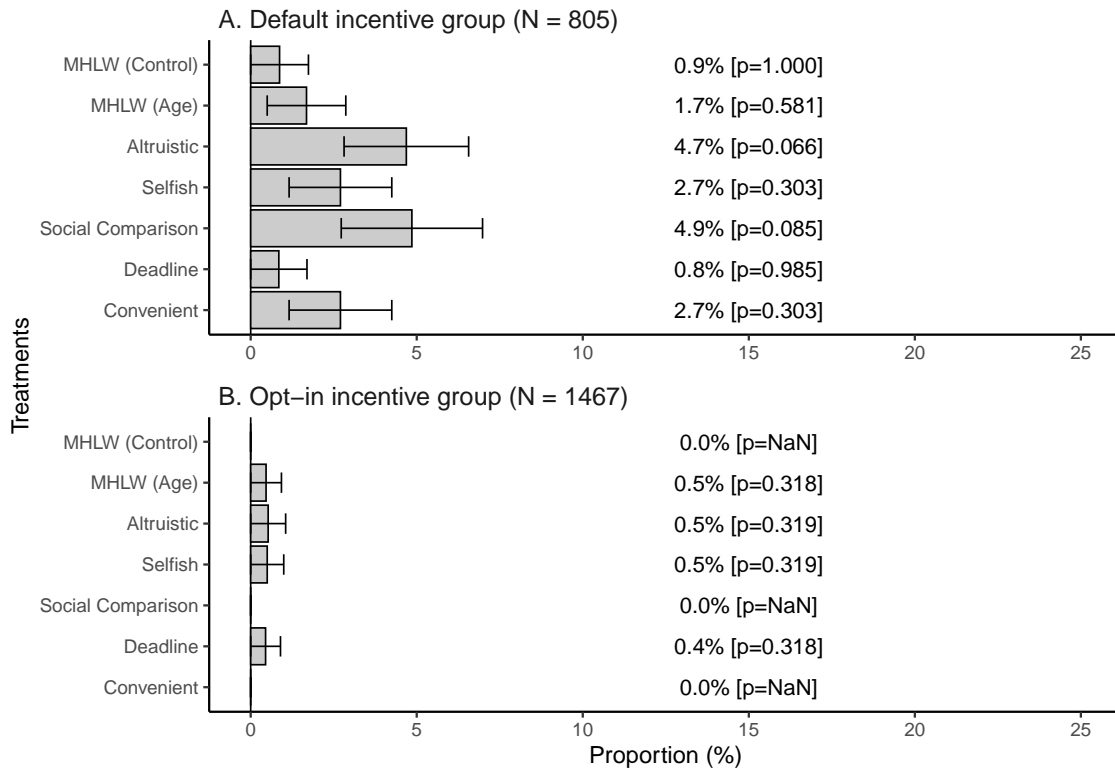 A. Default incentive group (N = 805)
MHLW (Control) 0.9% [p=1.000]
MHLW (Age) 1.7% [p=0.581]
Altruistic 4.7% [p=0.066]
Selfish 2.7% [p=0.303]
Social Comparison 4.9% [p=0.085]
Deadline 0.8% [p=0.985]
Convenient 2.7% [p=0.303]
0 5 10 15 20 25
Treatments
B. Opt−in incentive group (N = 1467)
MHLW (Control) 0.0% [p=NaN]
MHLW (Age) 0.5% [p=0.318]
Altruistic 0.5% [p=0.319]
Selfish 0.5% [p=0.319]
Social Comparison 0.0% [p=NaN]
Deadline 0.4% [p=0.318]
Convenient 0.0% [p=NaN]
0 5 10 15 20 25
Proportion (%)